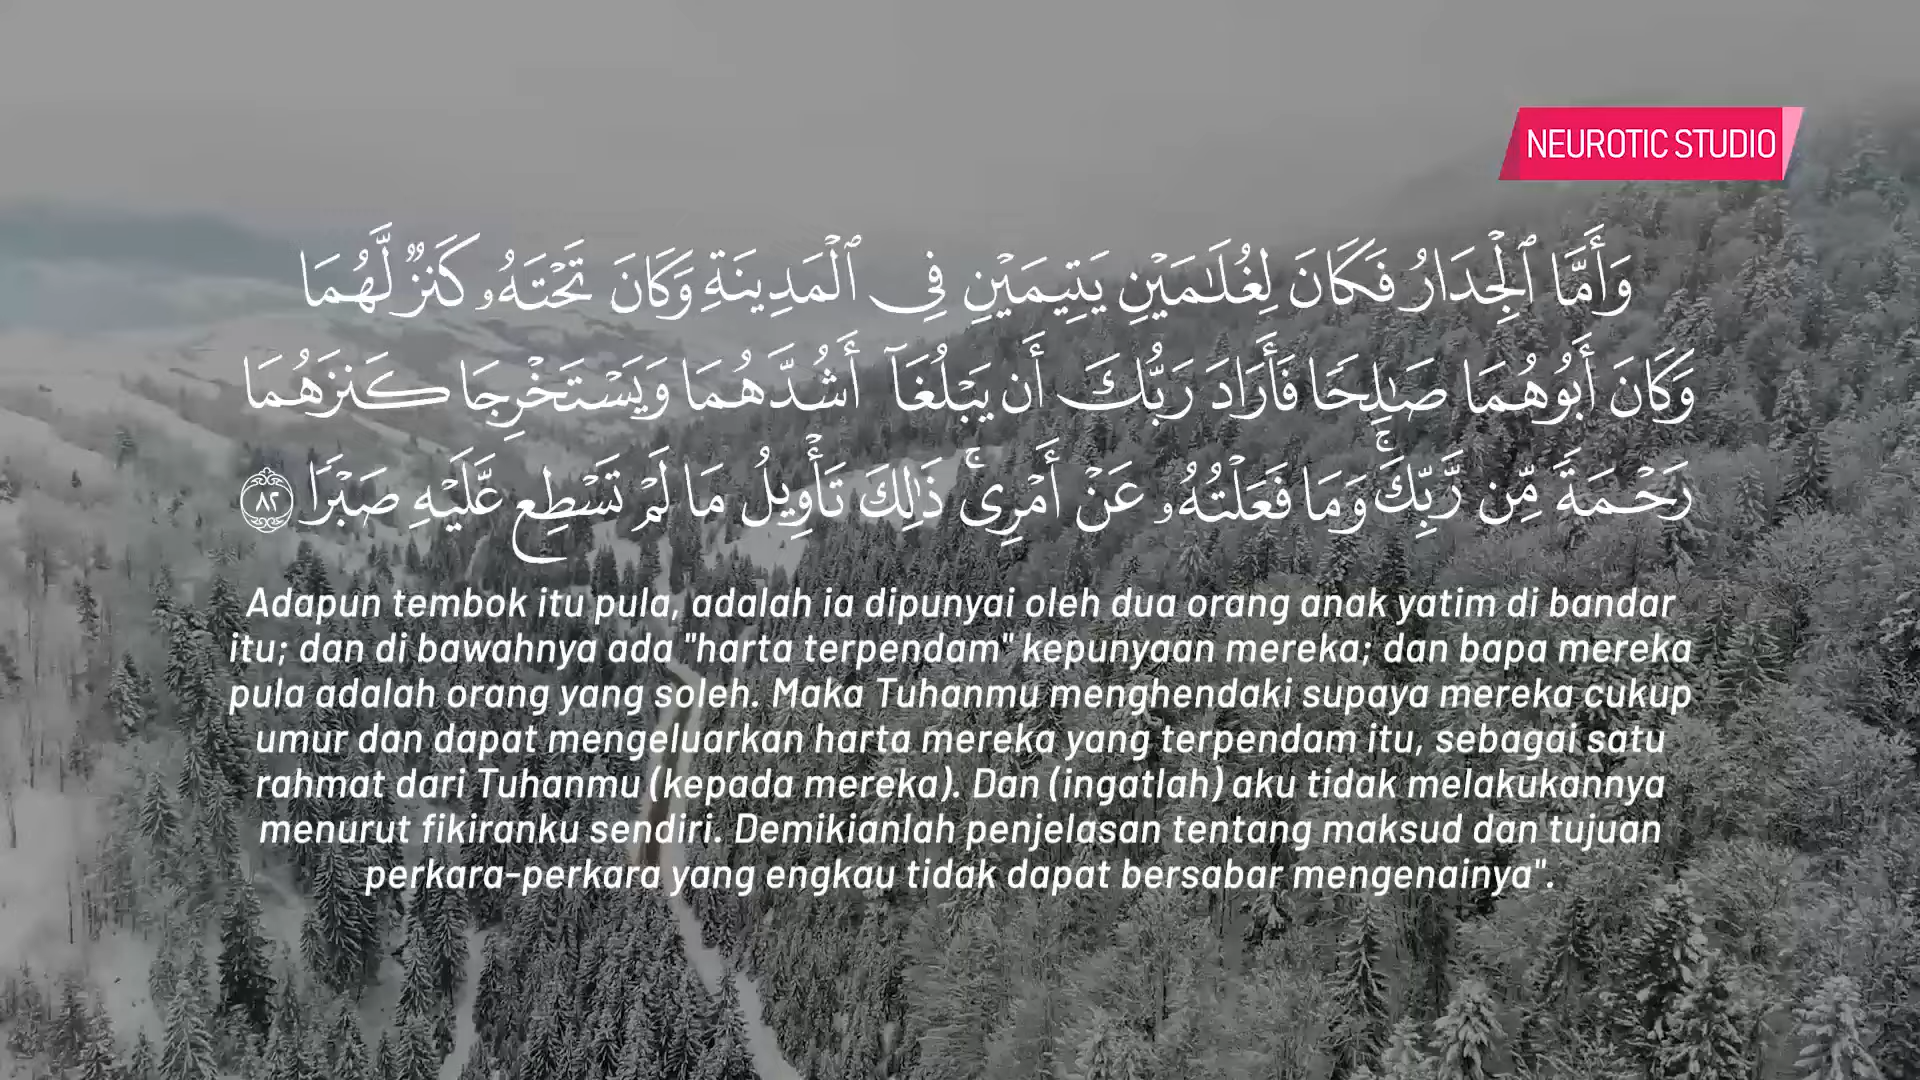 NEUROTIC STUDIO
وَأَمَّا ٱلْجِدَارُ فَكَانَ لِغُلَـٰمَيْنِ يَتِيمَيْنِ فِى ٱلْمَدِينَةِ وَكَانَ تَحْتَهُۥ كَنزٌ لَّهُمَا
وَكَانَ أَبُوهُمَا صَـٰلِحًا فَأَرَادَ رَبُّكَ أَن يَبْلُغَآ أَشُدَّهُمَا وَيَسْتَخْرِجَا كَنزَهُمَا
رَحْمَةً مِّن رَّبِّكَ ۚ وَمَا فَعَلْتُهُۥ عَنْ أَمْرِى ۚ ذَٰلِكَ تَأْوِيلُ مَا لَمْ تَسْطِع عَّلَيْهِ صَبْرًا ٨٢
Adapun tembok itu pula, adalah ia dipunyai oleh dua orang anak yatim di bandar
itu; dan di bawahnya ada "harta terpendam" kepunyaan mereka; dan bapa mereka
pula adalah orang yang soleh. Maka Tuhanmu menghendaki supaya mereka cukup
umur dan dapat mengeluarkan harta mereka yang terpendam itu, sebagai satu
rahmat dari Tuhanmu (kepada mereka). Dan (ingatlah) aku tidak melakukannya
menurut fikiranku sendiri. Demikianlah penjelasan tentang maksud dan tujuan
perkara-perkara yang engkau tidak dapat bersabar mengenainya".